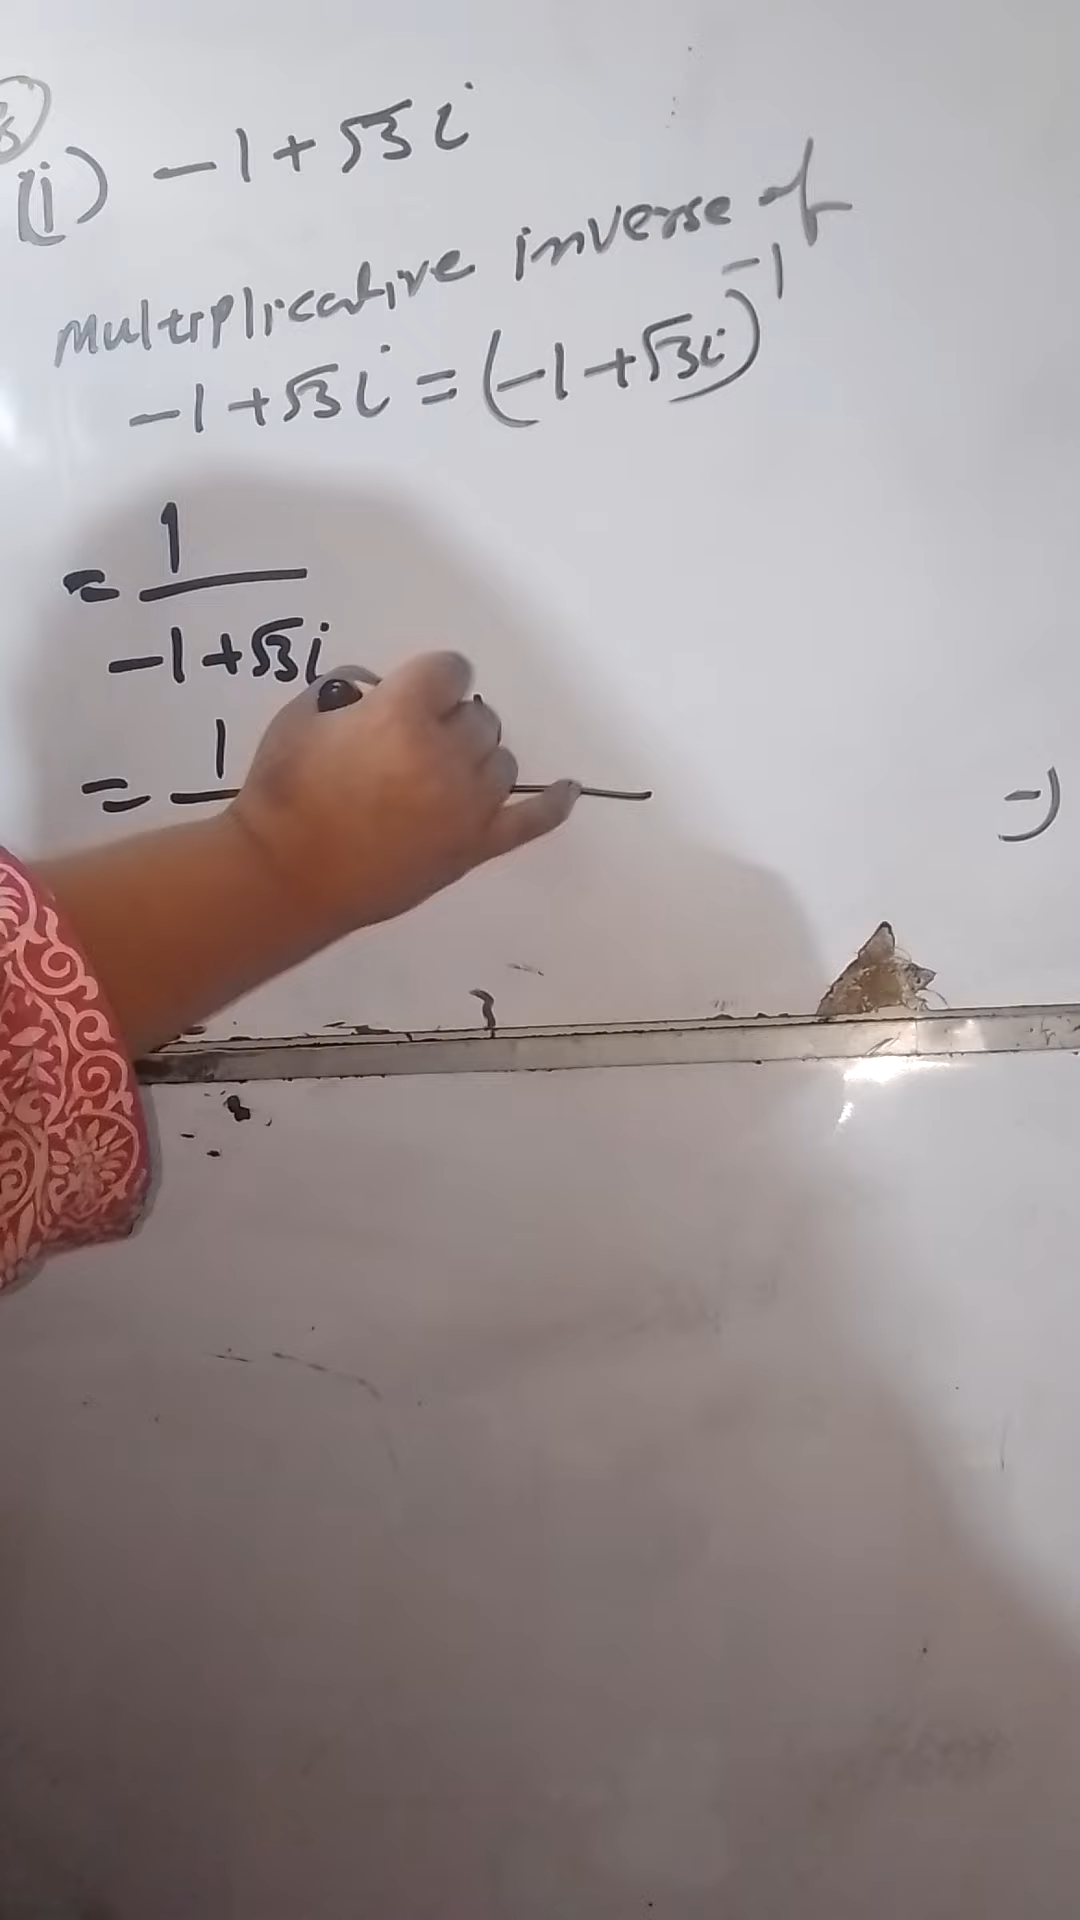 (i) -1+√3i
Multiplicative inverse of
-1+√3i = (-1+√3i)⁻¹
= 1
-1+√3i
= 1